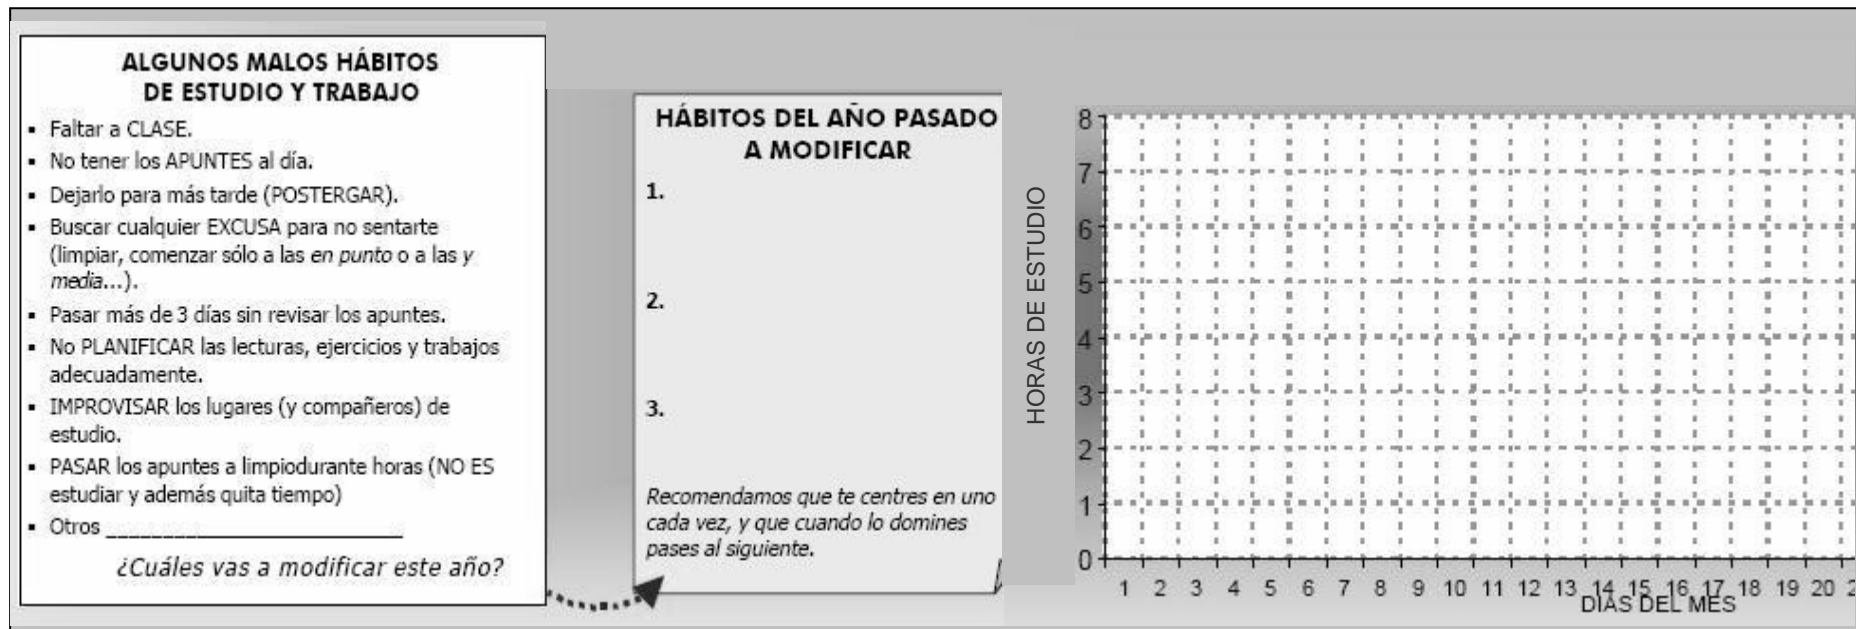 ALGUNOS MALOS HÁBITOS
DE ESTUDIO Y TRABAJO
▪ Faltar a CLASE.
▪ No tener los APUNTES al día.
▪ Dejarlo para más tarde (POSTERGAR).
▪ Buscar cualquier EXCUSA para no sentarte
(limpiar, comenzar sólo a las en punto o a las y
media...).
▪ Pasar más de 3 días sin revisar los apuntes.
▪ No PLANIFICAR las lecturas, ejercicios y trabajos
adecuadamente.
▪ IMPROVISAR los lugares (y compañeros) de
estudio.
▪ PASAR los apuntes a limpiodurante horas (NO ES
estudiar y además quita tiempo)
▪ Otros ____________________________
¿Cuáles vas a modificar este año?
HÁBITOS DEL AÑO PASADO
A MODIFICAR
1.
2.
3.
Recomendamos que te centres en uno
cada vez, y que cuando lo domines
pases al siguiente.
HORAS DE ESTUDIO
8
7
6
5
4
3
2
1
0
1 2 3 4 5 6 7 8 9 10 11 12 13 14 15 16 17 18 19 20 2
DIAS DEL MES